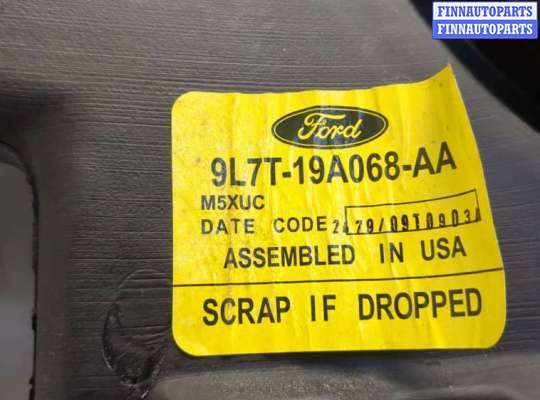 FINNAUTOPARTS
FINNAUTOPARTS
Ford
9L7T-19A068-AA
M5XUC
DATE CODE
ASSEMBLED IN USA
SCRAP IF DROPPED